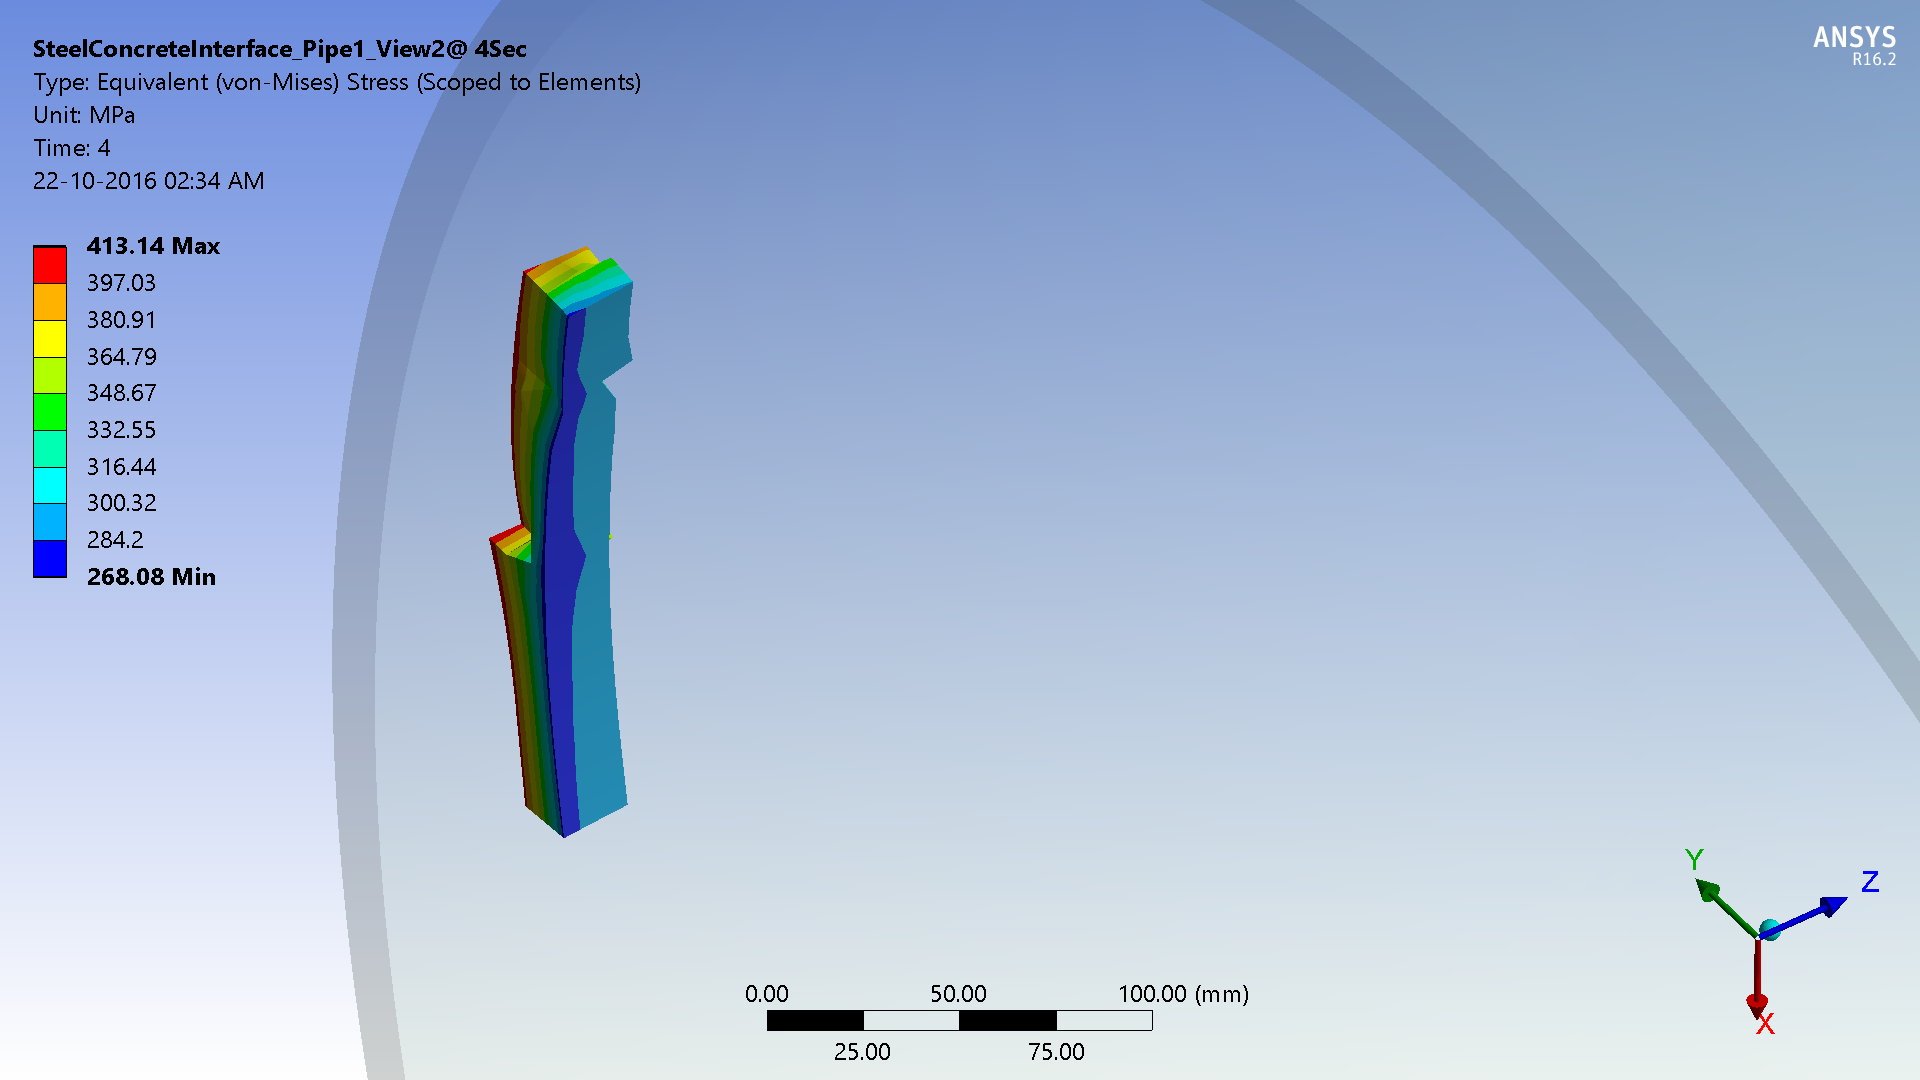 SteelConcreteInterface_Pipe1_View2@ 4Sec
Type: Equivalent (von-Mises) Stress (Scoped to Elements)
Unit: MPa
Time: 4
22-10-2016 02:34 AM
ANSYS
R16.2
413.14 Max
397.03
380.91
364.79
348.67
332.55
316.44
300.32
284.2
268.08 Min
Y
Z
X
0.00 50.00 100.00 (mm)
25.00 75.00